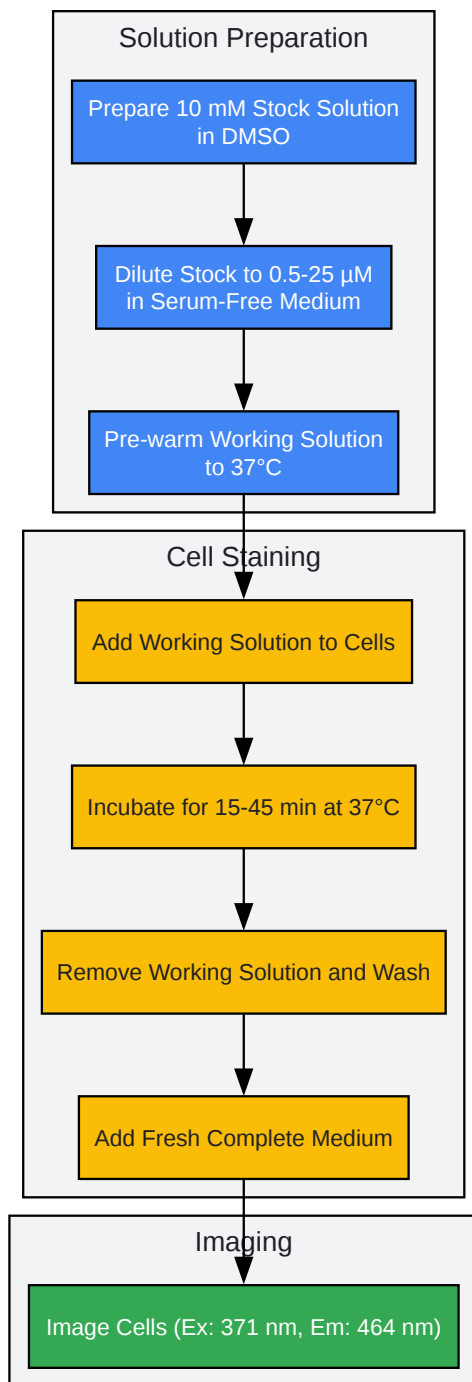 Solution Preparation
Prepare 10 mM Stock Solution
in DMSO
Dilute Stock to 0.5-25 µM
in Serum-Free Medium
Pre-warm Working Solution
to 37°C
Cell Staining
Add Working Solution to Cells
Incubate for 15-45 min at 37°C
Remove Working Solution and Wash
Add Fresh Complete Medium
Imaging
Image Cells (Ex: 371 nm, Em: 464 nm)